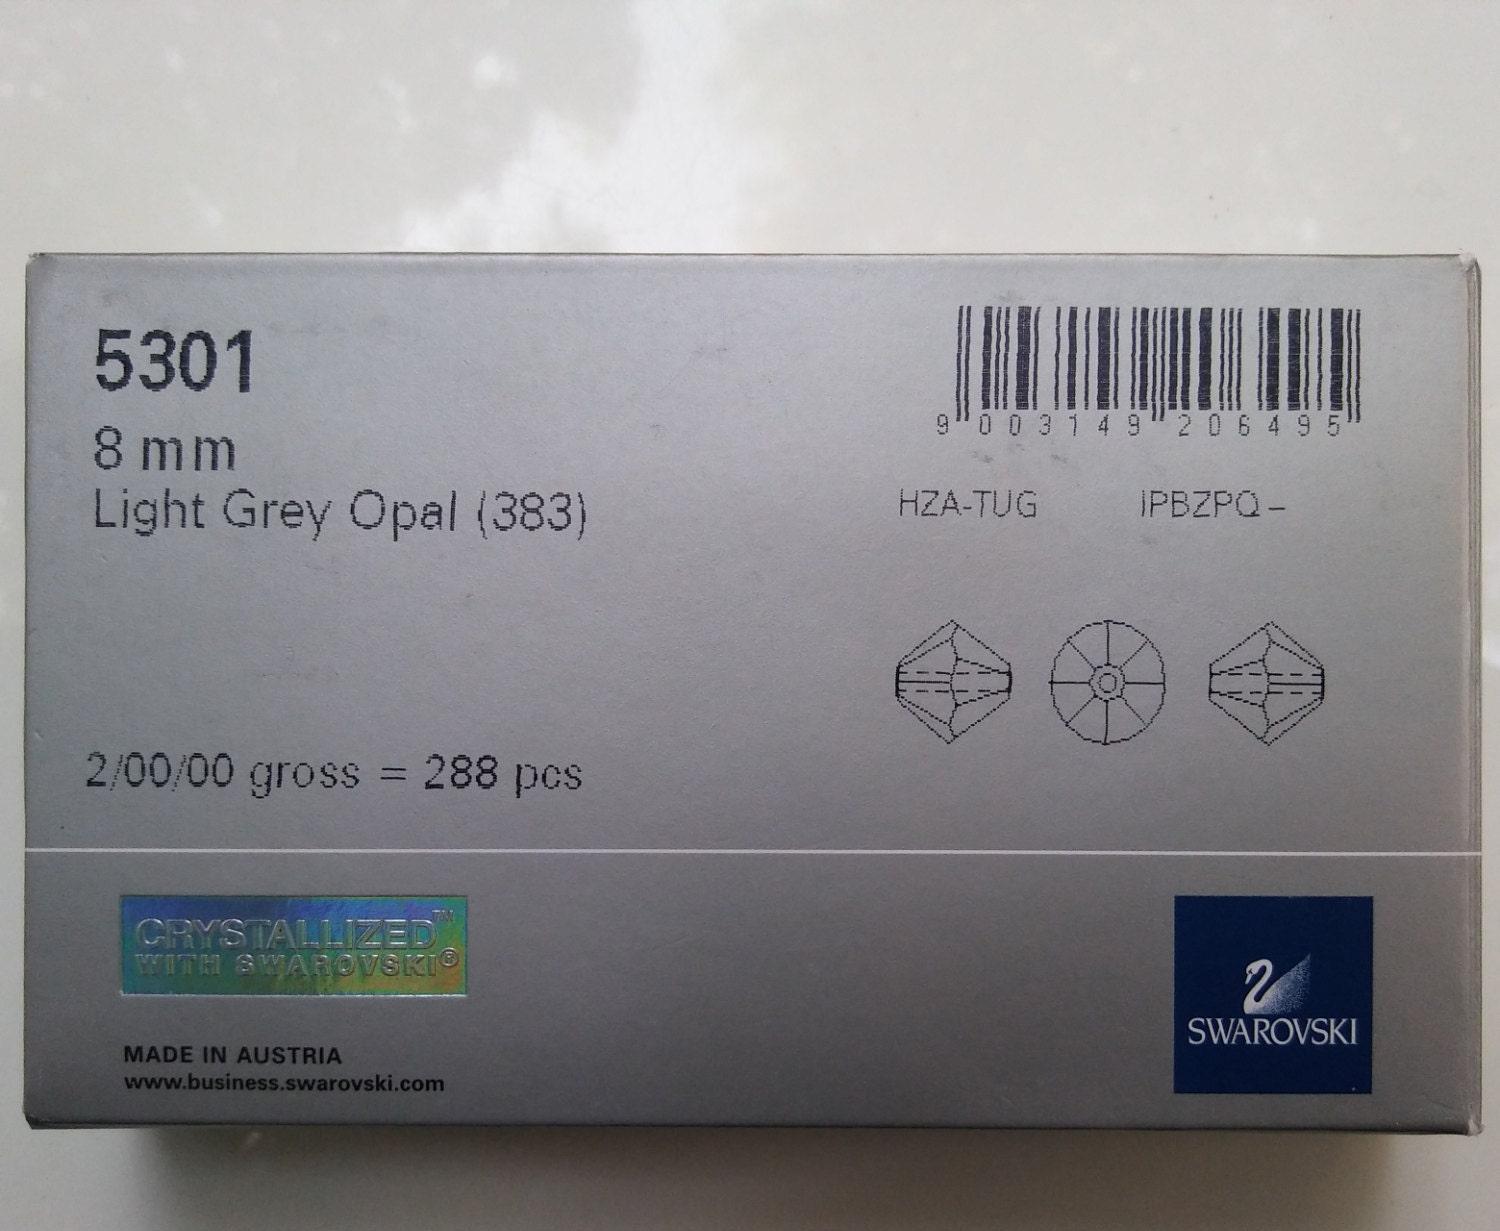 5301
8 mm
Light Grey Opal (383)
9 003149 206495
HZA-TUG IPBZPQ-
2/00/00 gross = 288 pcs
CRYSTALLIZED™
WITH SWAROVSKI®
MADE IN AUSTRIA
www.business.swarovski.com
SWAROVSKI